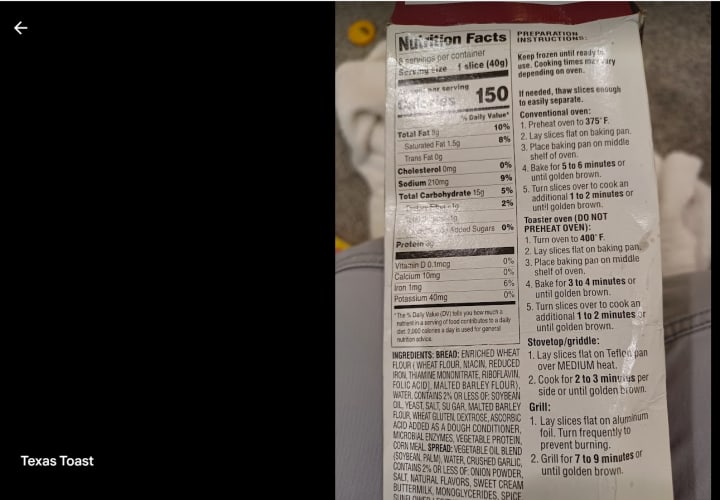 Nutrition Facts
8 servings per container
Serving size 1 slice (40g)
per serving
Calories 150
% Daily Value*
Total Fat 8g 10%
Saturated Fat 1.5g 8%
Trans Fat 0g
Cholesterol 0mg 0%
Sodium 210mg 9%
Total Carbohydrate 15g 5%
2%
Added Sugars 0%
Protein
Vitamin D 0.1mcg 0%
Calcium 10mg 0%
Iron 1mg 6%
Potassium 40mg 0%
*The % Daily Value (DV) tells you how much a
nutrient in a serving of food contributes to a daily
diet. 2,000 calories a day is used for general
nutrition advice.
INGREDIENTS: BREAD: ENRICHED WHEAT
FLOUR (WHEAT FLOUR, NIACIN, REDUCED
IRON, THIAMINE MONONITRATE, RIBOFLAVIN,
FOLIC ACID), MALTED BARLEY FLOUR),
WATER, CONTAINS 2% OR LESS OF: SOYBEAN
OIL, YEAST, SALT, SUGAR, MALTED BARLEY
FLOUR, WHEAT GLUTEN, DEXTROSE, ASCORBIC
ACID ADDED AS A DOUGH CONDITIONER,
MICROBIAL ENZYMES, VEGETABLE PROTEIN,
CORN MEAL. SPREAD: VEGETABLE OIL BLEND
(SOYBEAN, PALM), WATER, CRUSHED GARLIC,
CONTAINS 2% OR LESS OF: ONION POWDER,
SALT, NATURAL FLAVORS, SWEET CREAM
BUTTERMILK, MONOGLYCERIDES, SPICE,
PREPARATION
INSTRUCTIONS:
Keep frozen until ready to
use. Cooking times may vary
depending on oven.
If needed, thaw slices enough
to easily separate.
Conventional oven:
1. Preheat oven to 375° F.
2. Lay slices flat on baking pan.
3. Place baking pan on middle
shelf of oven.
4. Bake for 5 to 6 minutes or
until golden brown.
5. Turn slices over to cook an
additional 1 to 2 minutes or
until golden brown.
Toaster oven (DO NOT
PREHEAT OVEN):
1. Turn oven to 400° F.
2. Lay slices flat on baking pan.
3. Place baking pan on middle
shelf of oven.
4. Bake for 3 to 4 minutes or
until golden brown.
5. Turn slices over to cook an
additional 1 to 2 minutes or
until golden brown.
Stovetop/griddle:
1. Lay slices flat on Teflon pan
over MEDIUM heat.
2. Cook for 2 to 3 minutes per
side or until golden brown.
Grill:
1. Lay slices flat on aluminum
foil. Turn frequently to
prevent burning.
2. Grill for 7 to 9 minutes or
until golden brown.
Texas Toast